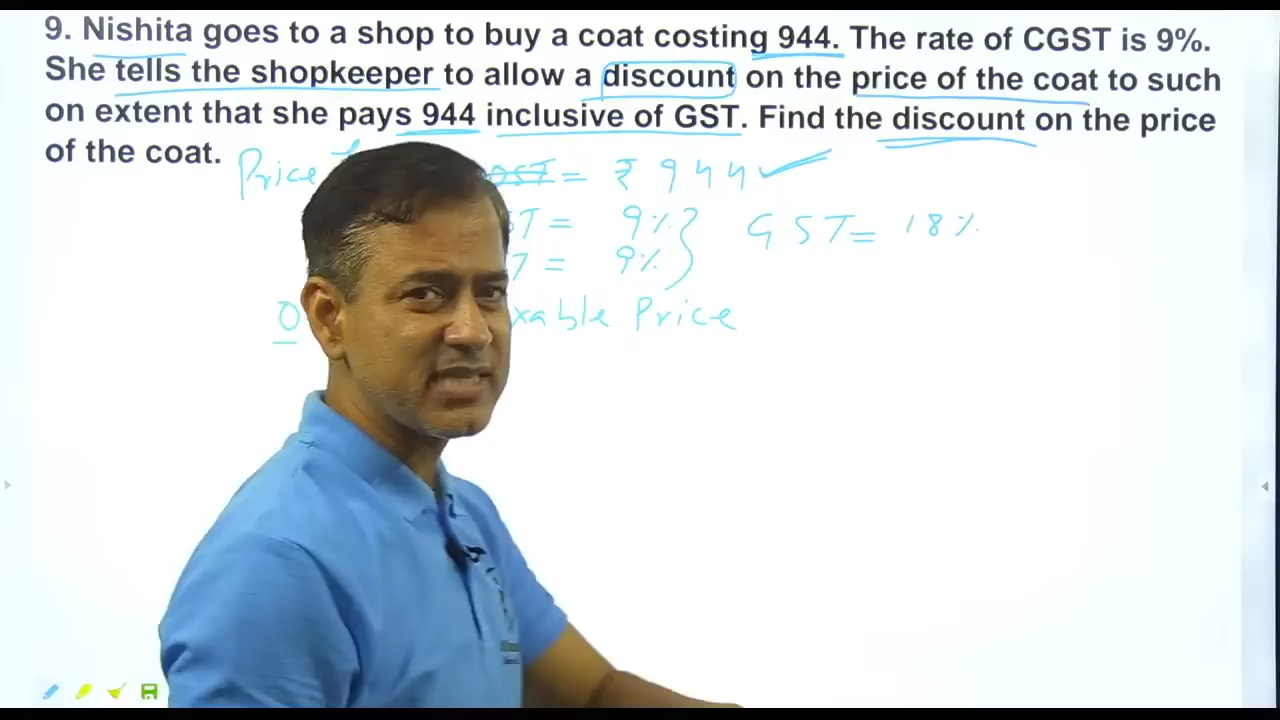 9. Nishita goes to a shop to buy a coat costing 944. The rate of CGST is 9%.
She tells the shopkeeper to allow a discount on the price of the coat to such
on extent that she pays 944 inclusive of GST. Find the discount on the price
of the coat.
Price = ₹ 944
T = 9% } GST = 18%
T = 9%
xable Price